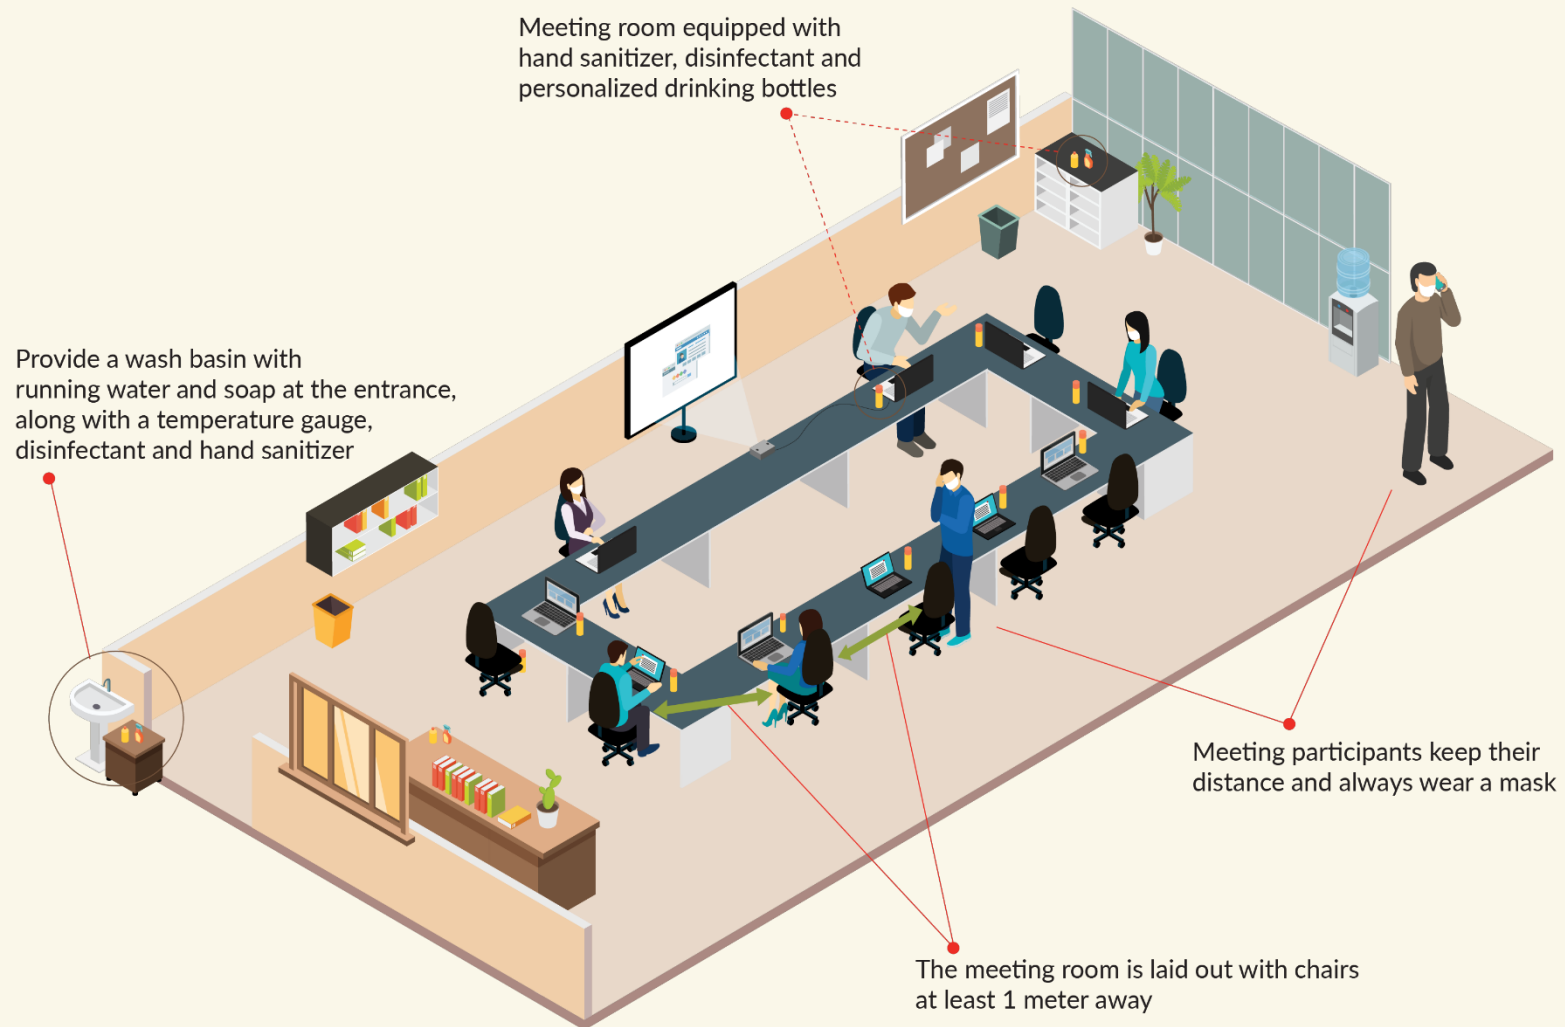 Meeting room equipped with
hand sanitizer, disinfectant and
personalized drinking bottles
Provide a wash basin with
running water and soap at the entrance,
along with a temperature gauge,
disinfectant and hand sanitizer
Meeting participants keep their
distance and always wear a mask
The meeting room is laid out with chairs
at least 1 meter away